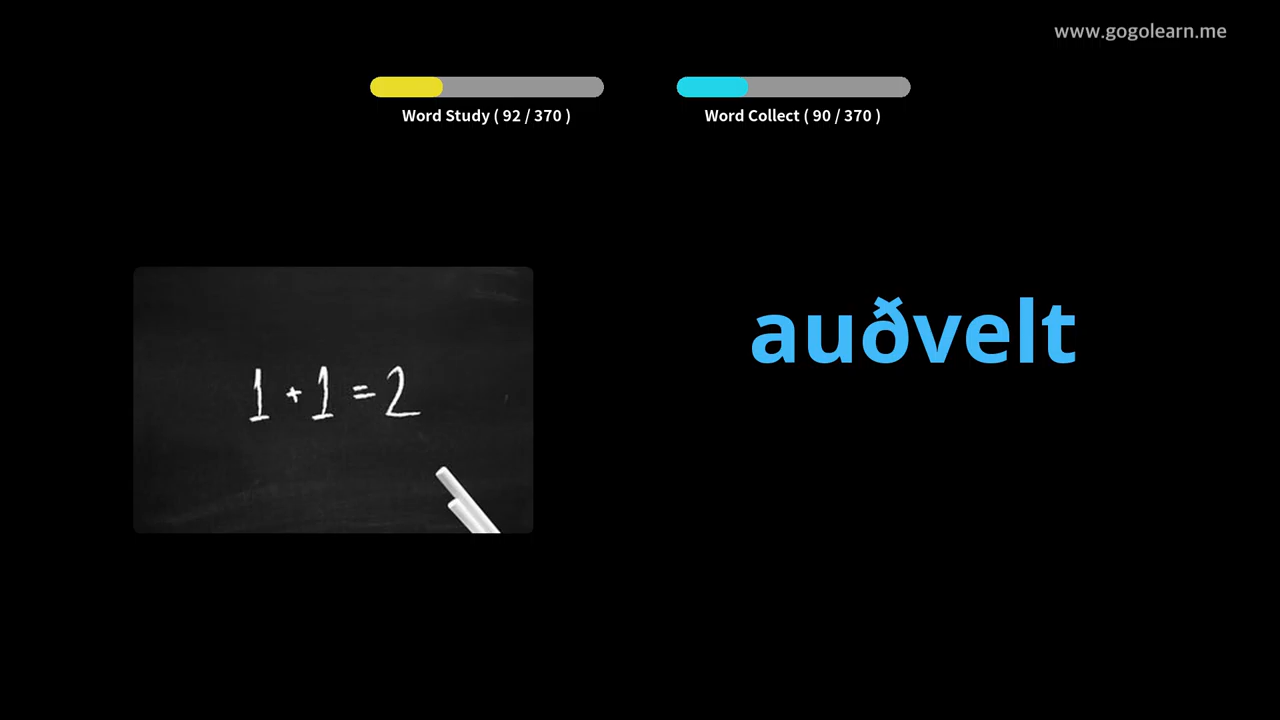 www.gogolearn.me
Word Study ( 92 / 370 )
Word Collect ( 90 / 370 )
auðvelt
1 + 1 = 2